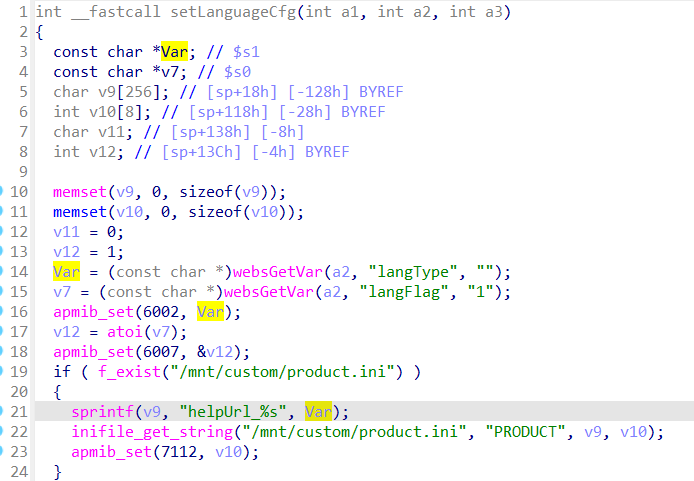 1 int __fastcall setLanguageCfg(int a1, int a2, int a3)
2 {
3 const char *Var; // $s1
4 const char *v7; // $s0
5 char v9[256]; // [sp+18h] [-128h] BYREF
6 int v10[8]; // [sp+118h] [-28h] BYREF
7 char v11; // [sp+138h] [-8h]
8 int v12; // [sp+13Ch] [-4h] BYREF
9
10 memset(v9, 0, sizeof(v9));
11 memset(v10, 0, sizeof(v10));
12 v11 = 0;
13 v12 = 1;
14 Var = (const char *)websGetVar(a2, "langType", "");
15 v7 = (const char *)websGetVar(a2, "langFlag", "1");
16 apmib_set(6002, Var);
17 v12 = atoi(v7);
18 apmib_set(6007, &v12);
19 if ( f_exist("/mnt/custom/product.ini") )
20 {
21 sprintf(v9, "helpUrl_%s", Var);
22 inifile_get_string("/mnt/custom/product.ini", "PRODUCT", v9, v10);
23 apmib_set(7112, v10);
24 }